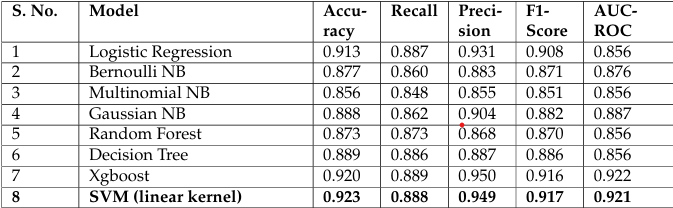 S. No. Model Accu- Recall Preci- F1- AUC-
racy sion Score ROC
1 Logistic Regression 0.913 0.887 0.931 0.908 0.856
2 Bernoulli NB 0.877 0.860 0.883 0.871 0.876
3 Multinomial NB 0.856 0.848 0.855 0.851 0.856
4 Gaussian NB 0.888 0.862 0.904 0.882 0.887
5 Random Forest 0.873 0.873 0.868 0.870 0.856
6 Decision Tree 0.889 0.886 0.887 0.886 0.856
7 Xgboost 0.920 0.889 0.950 0.916 0.922
8 SVM (linear kernel) 0.923 0.888 0.949 0.917 0.921